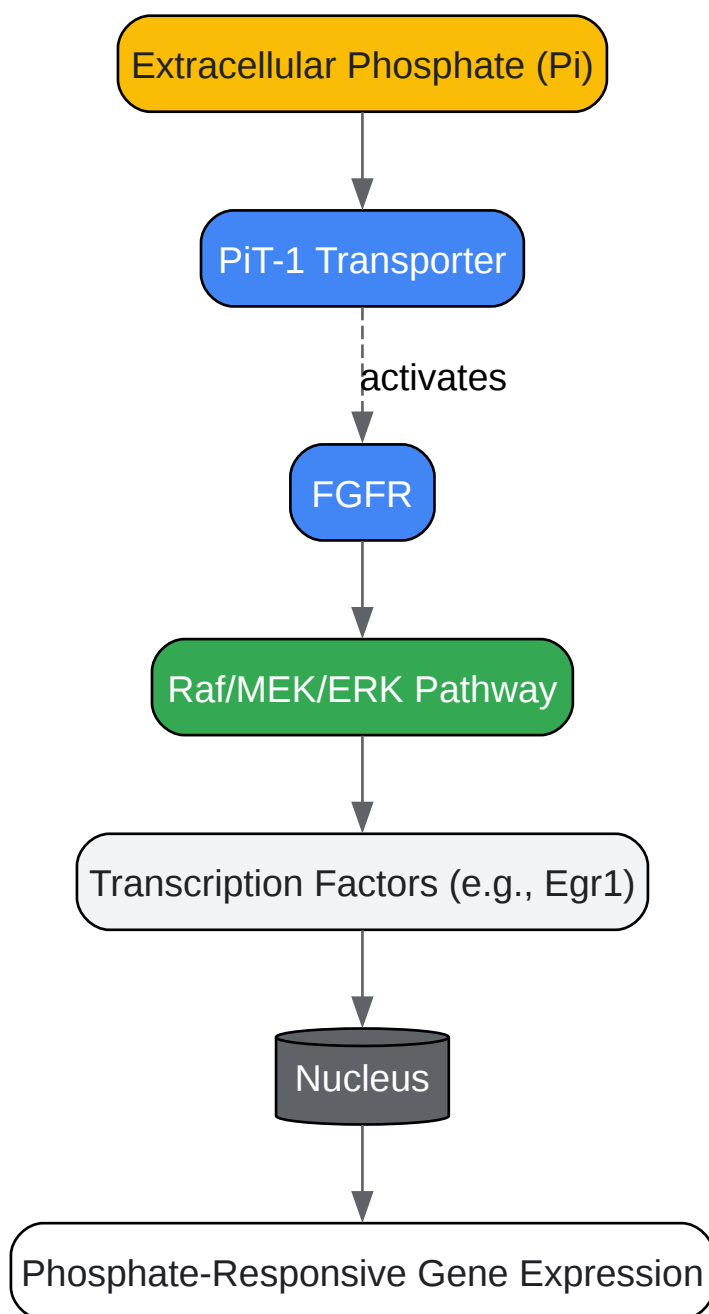 Extracellular Phosphate (Pi)
PiT-1 Transporter
activates
FGFR
Raf/MEK/ERK Pathway
Transcription Factors (e.g., Egr1)
Nucleus
Phosphate-Responsive Gene Expression